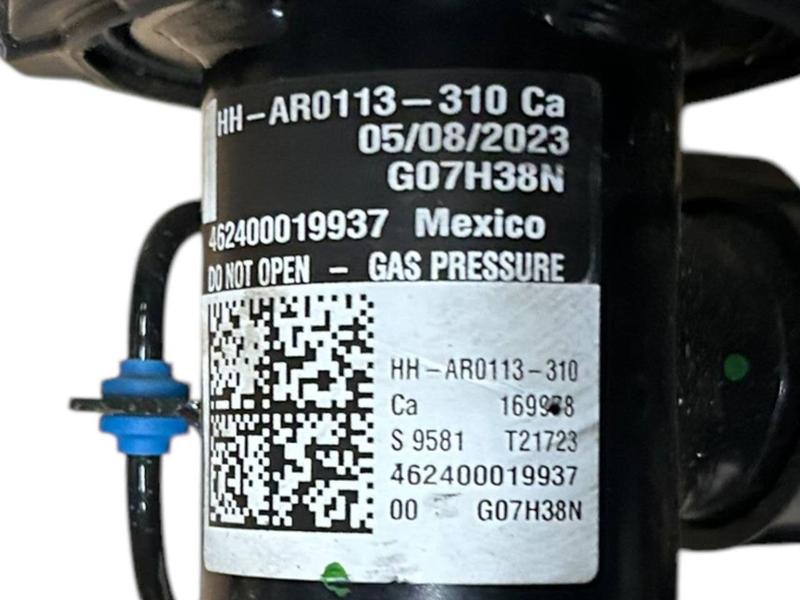 HH-AR0113-310 Ca
05/08/2023
G07H38N
462400019937 Mexico
DO NOT OPEN - GAS PRESSURE
HH-AR0113-310
Ca
S 9581 T21723
462400019937
00 G07H38N